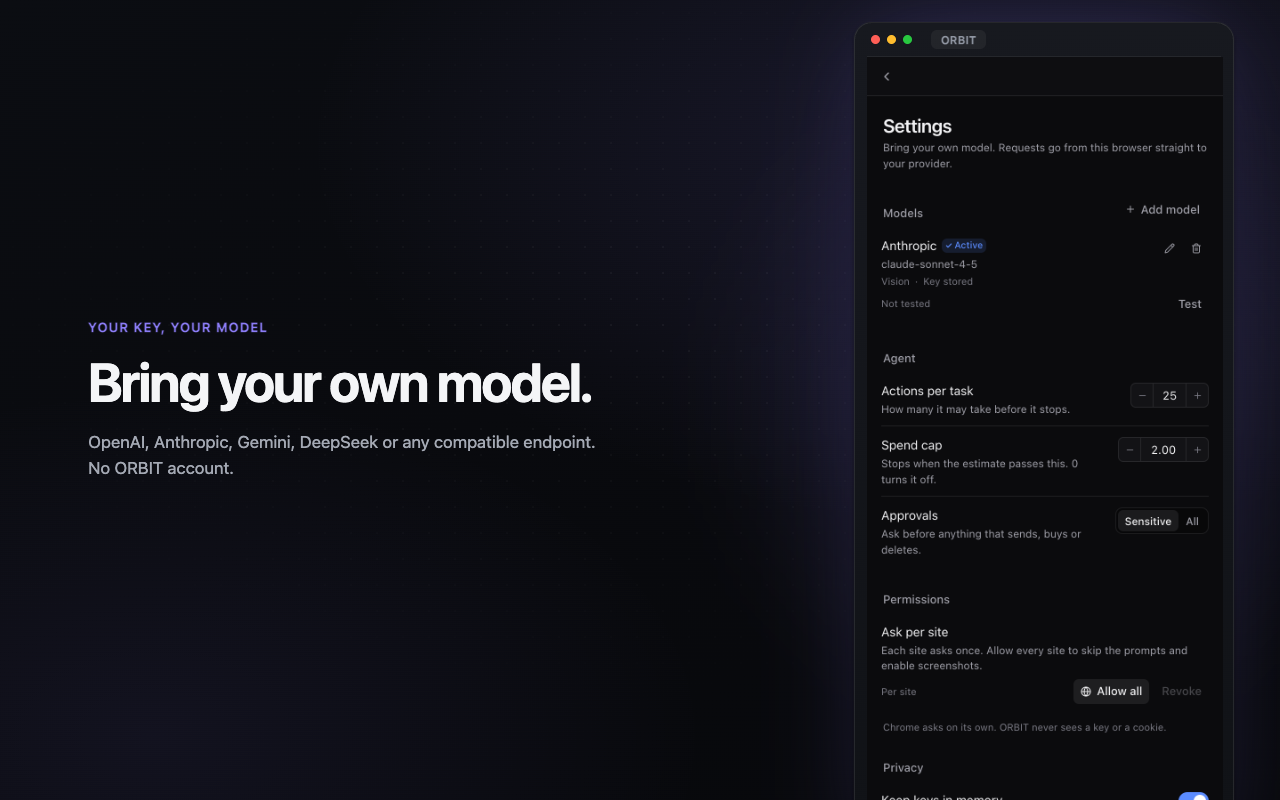 YOUR KEY, YOUR MODEL
Bring your own model.
OpenAI, Anthropic, Gemini, DeepSeek or any compatible endpoint.
No ORBIT account.
ORBIT
Settings
Bring your own model. Requests go from this browser straight to
your provider.
Models
+ Add model
Anthropic ✓ Active
claude-sonnet-4-5
Vision · Key stored
Not tested
Test
Agent
Actions per task
How many it may take before it stops.
− 25 +
Spend cap
Stops when the estimate passes this. 0
turns it off.
− 2.00 +
Approvals
Ask before anything that sends, buys or
deletes.
Sensitive All
Permissions
Ask per site
Each site asks once. Allow every site to skip the prompts and
enable screenshots.
Per site
Allow all
Revoke
Chrome asks on its own. ORBIT never sees a key or a cookie.
Privacy
Keep keys in memory